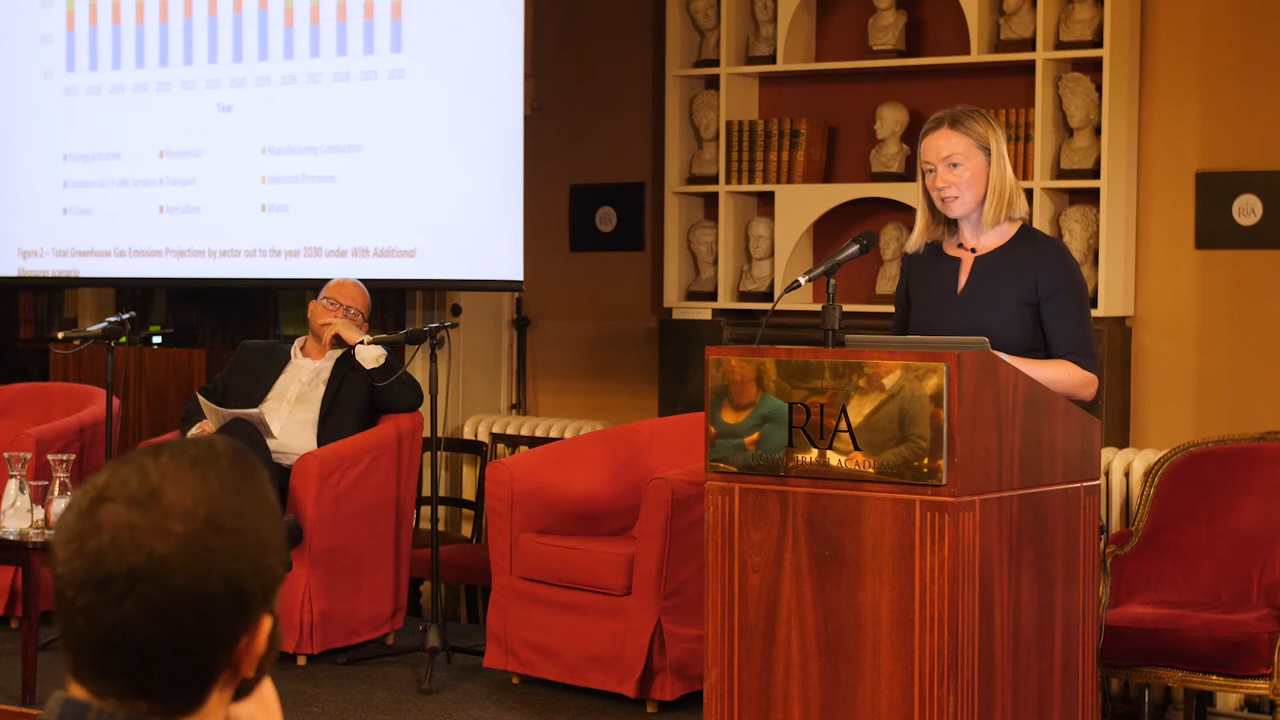 Year
Energy Industries Residential Manufacturing Combustion
Commercial / Public Services Transport Industrial Processes
F-Gases Agriculture Waste
Figure 2 – Total Greenhouse Gas Emissions Projections by sector out to the year 2030 under With Additional
Measures scenario
RIA
RIA
RIA
ROYAL IRISH ACADEMY